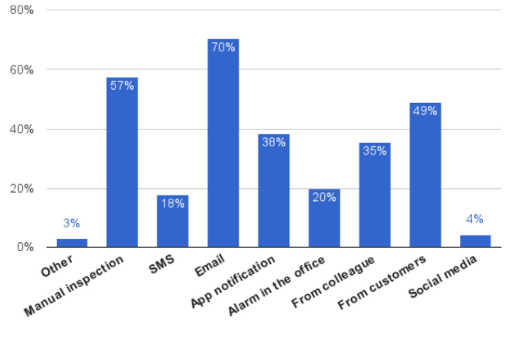 80%
60%
40%
20%
0%
3%
57%
18%
70%
38%
20%
35%
49%
4%
Other
Manual inspection
SMS
Email
App notification
Alarm in the office
From colleague
From customers
Social media